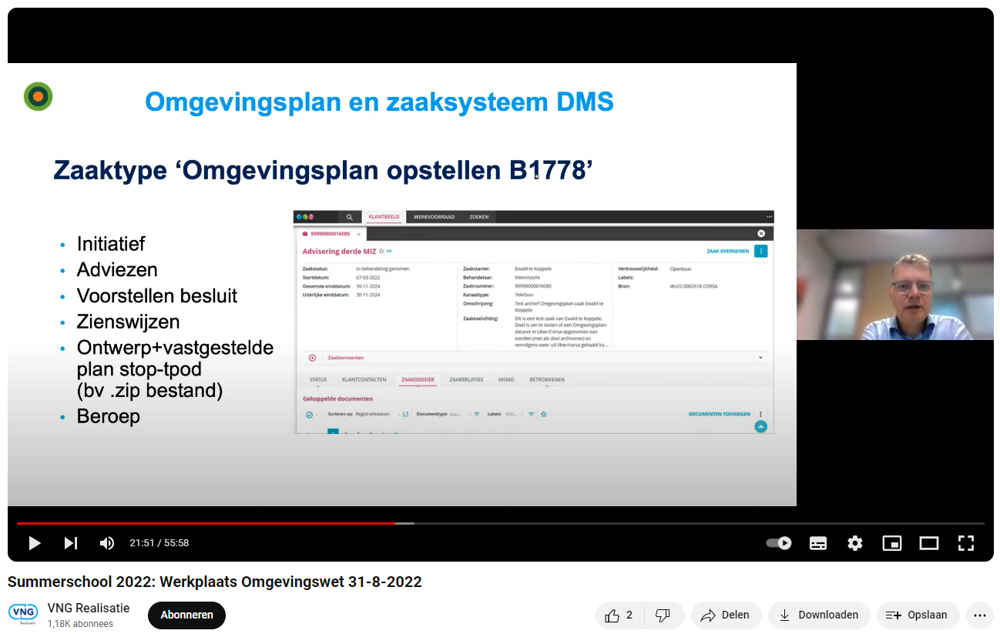 Omgevingsplan en zaaksysteem DMS
Zaaktype ‘Omgevingsplan opstellen B1778’
• Initiatief
• Adviezen
• Voorstellen besluit
• Zienswijzen
• Ontwerp+vastgestelde
plan stop-tpod
(bv .zip bestand)
• Beroep
KLANTBEELD WERKVOORRAAD ZOEKEN
99990000016085
Advisering derde MIZ
ZAAK OVERNEMEN
Zaakstatus: In behandeling genomen
Startdatum: 07-03-2022
Gewenste einddatum: 30-11-2024
Uiterlijke einddatum: 30-11-2024
Zaakstarter: Ewald te Koppele
Behandelaar: Meerinzicht
Zaaknummer: 99990000016085
Kanaaltype: Telefoon
Omschrijving: Test archief Omgevingsplan zaak Ewald te
Koppele
Zaaktoelichting: Dit is een test zaak van Ewald te Koppele.
Doel is om te testen of een Omgevingsplan-
dataset in Liber/Corsa opgenomen kan
worden (met als doel archiveren) en
vervolgens weer uit liber/corsa gehaald ka...
Vertrouwelijkheid: Openbaar
Labels:
Bron: dm22.0002618 CORSA
Zaakkenmerken
STATUS KLANTCONTACTEN ZAAKDOSSIER ZAAKRELATIES MEMO BETROKKENEN
Gekoppelde documenten
Sorteren op: Registratiedatum Documenttype: Kies... Labels: Kies...
DOCUMENTEN TOEVOEGEN
21:51 / 55:58
Summerschool 2022: Werkplaats Omgevingswet 31-8-2022
VNG
Realisatie
VNG Realisatie
1,18K abonnees
Abonneren
2
Delen
Downloaden
Opslaan